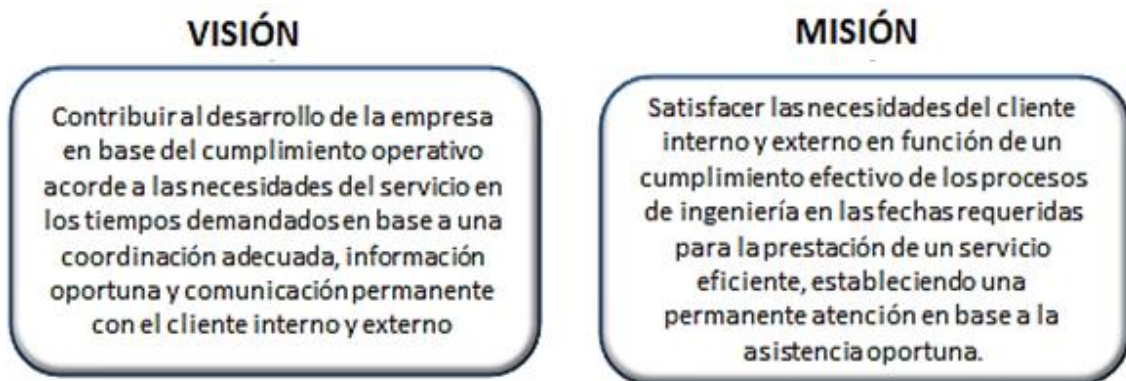 VISIÓN
Contribuir al desarrollo de la empresa
en base del cumplimiento operativo
acorde a las necesidades del servicio en
los tiempos demandados en base a una
coordinación adecuada, información
oportuna y comunicación permanente
con el cliente interno y externo
MISIÓN
Satisfacer las necesidades del cliente
interno y externo en función de un
cumplimiento efectivo de los procesos
de ingeniería en las fechas requeridas
para la prestación de un servicio
eficiente, estableciendo una
permanente atención en base a la
asistencia oportuna.